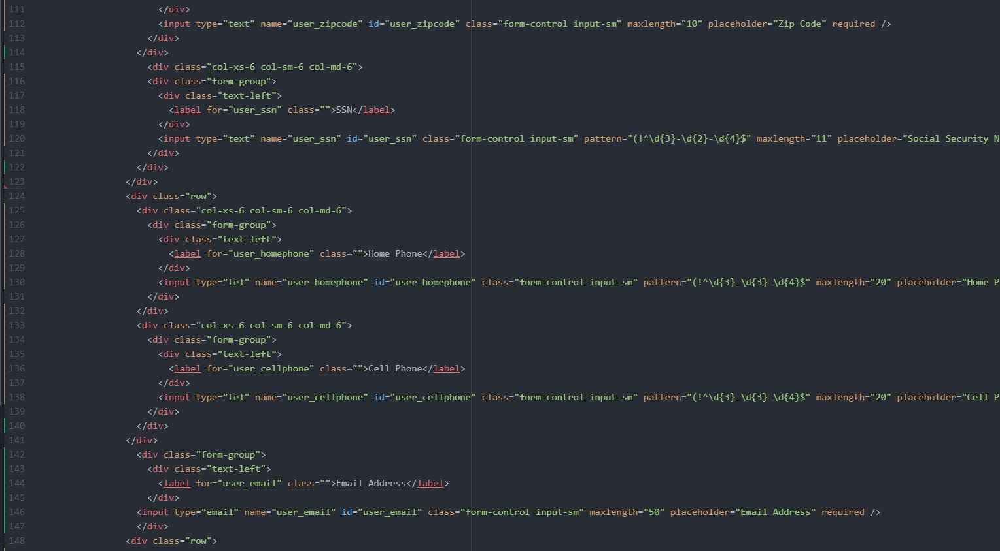 111 </div>
112 <input type="text" name="user_zipcode" id="user_zipcode" class="form-control input-sm" maxlength="10" placeholder="Zip Code" required />
113 </div>
114 </div>
115 <div class="col-xs-6 col-sm-6 col-md-6">
116 <div class="form-group">
117 <div class="text-left">
118 <label for="user_ssn" class="">SSN</label>
119 </div>
120 <input type="text" name="user_ssn" id="user_ssn" class="form-control input-sm" pattern="(!^\d{3}-\d{2}-\d{4}$" maxlength="11" placeholder="Social Security N
121 </div>
122 </div>
123 </div>
124 <div class="row">
125 <div class="col-xs-6 col-sm-6 col-md-6">
126 <div class="form-group">
127 <div class="text-left">
128 <label for="user_homephone" class="">Home Phone</label>
129 </div>
130 <input type="tel" name="user_homephone" id="user_homephone" class="form-control input-sm" pattern="(!^\d{3}-\d{3}-\d{4}$" maxlength="20" placeholder="Home P
131 </div>
132 </div>
133 <div class="col-xs-6 col-sm-6 col-md-6">
134 <div class="form-group">
135 <div class="text-left">
136 <label for="user_cellphone" class="">Cell Phone</label>
137 </div>
138 <input type="tel" name="user_cellphone" id="user_cellphone" class="form-control input-sm" pattern="(!^\d{3}-\d{3}-\d{4}$" maxlength="20" placeholder="Cell P
139 </div>
140 </div>
141 </div>
142 <div class="form-group">
143 <div class="text-left">
144 <label for="user_email" class="">Email Address</label>
145 </div>
146 <input type="email" name="user_email" id="user_email" class="form-control input-sm" maxlength="50" placeholder="Email Address" required />
147 </div>
148 <div class="row">